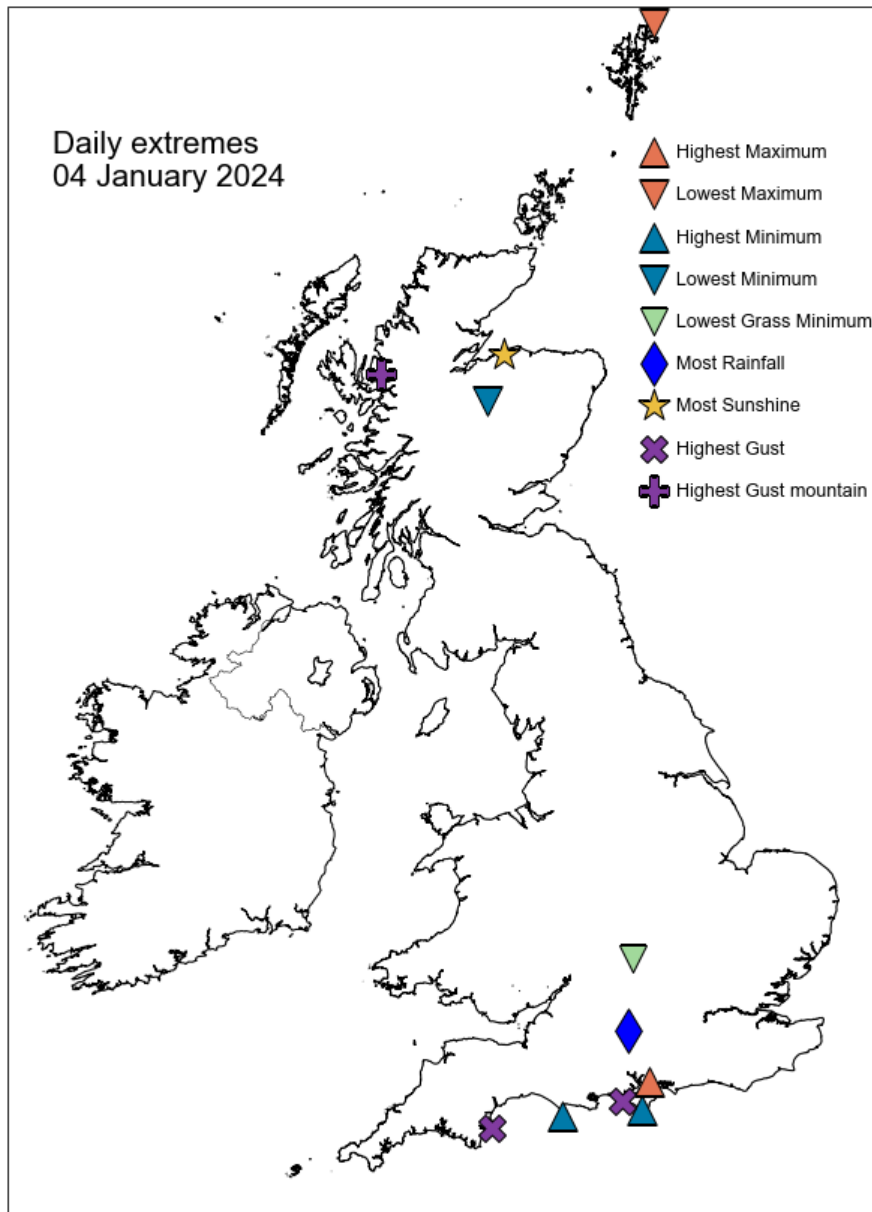 Daily extremes
04 January 2024
Highest Maximum
Lowest Maximum
Highest Minimum
Lowest Minimum
Lowest Grass Minimum
Most Rainfall
Most Sunshine
Highest Gust
Highest Gust mountain